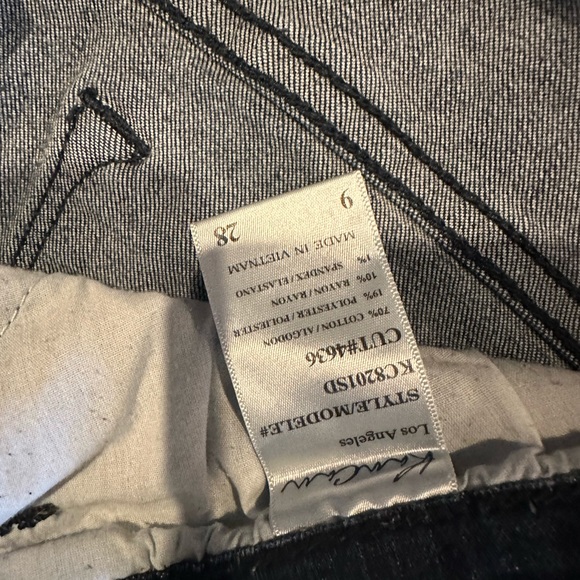 KanCan
Los Angeles
STYLE/MODELE#
KC8201SD
CUT#4636
70% COTTON/ALGODON
19% POLYESTER/POLIESTER
10% RAYON/RAYON
1% SPANDEX/ELASTANO
MADE IN VIETNAM
9 28